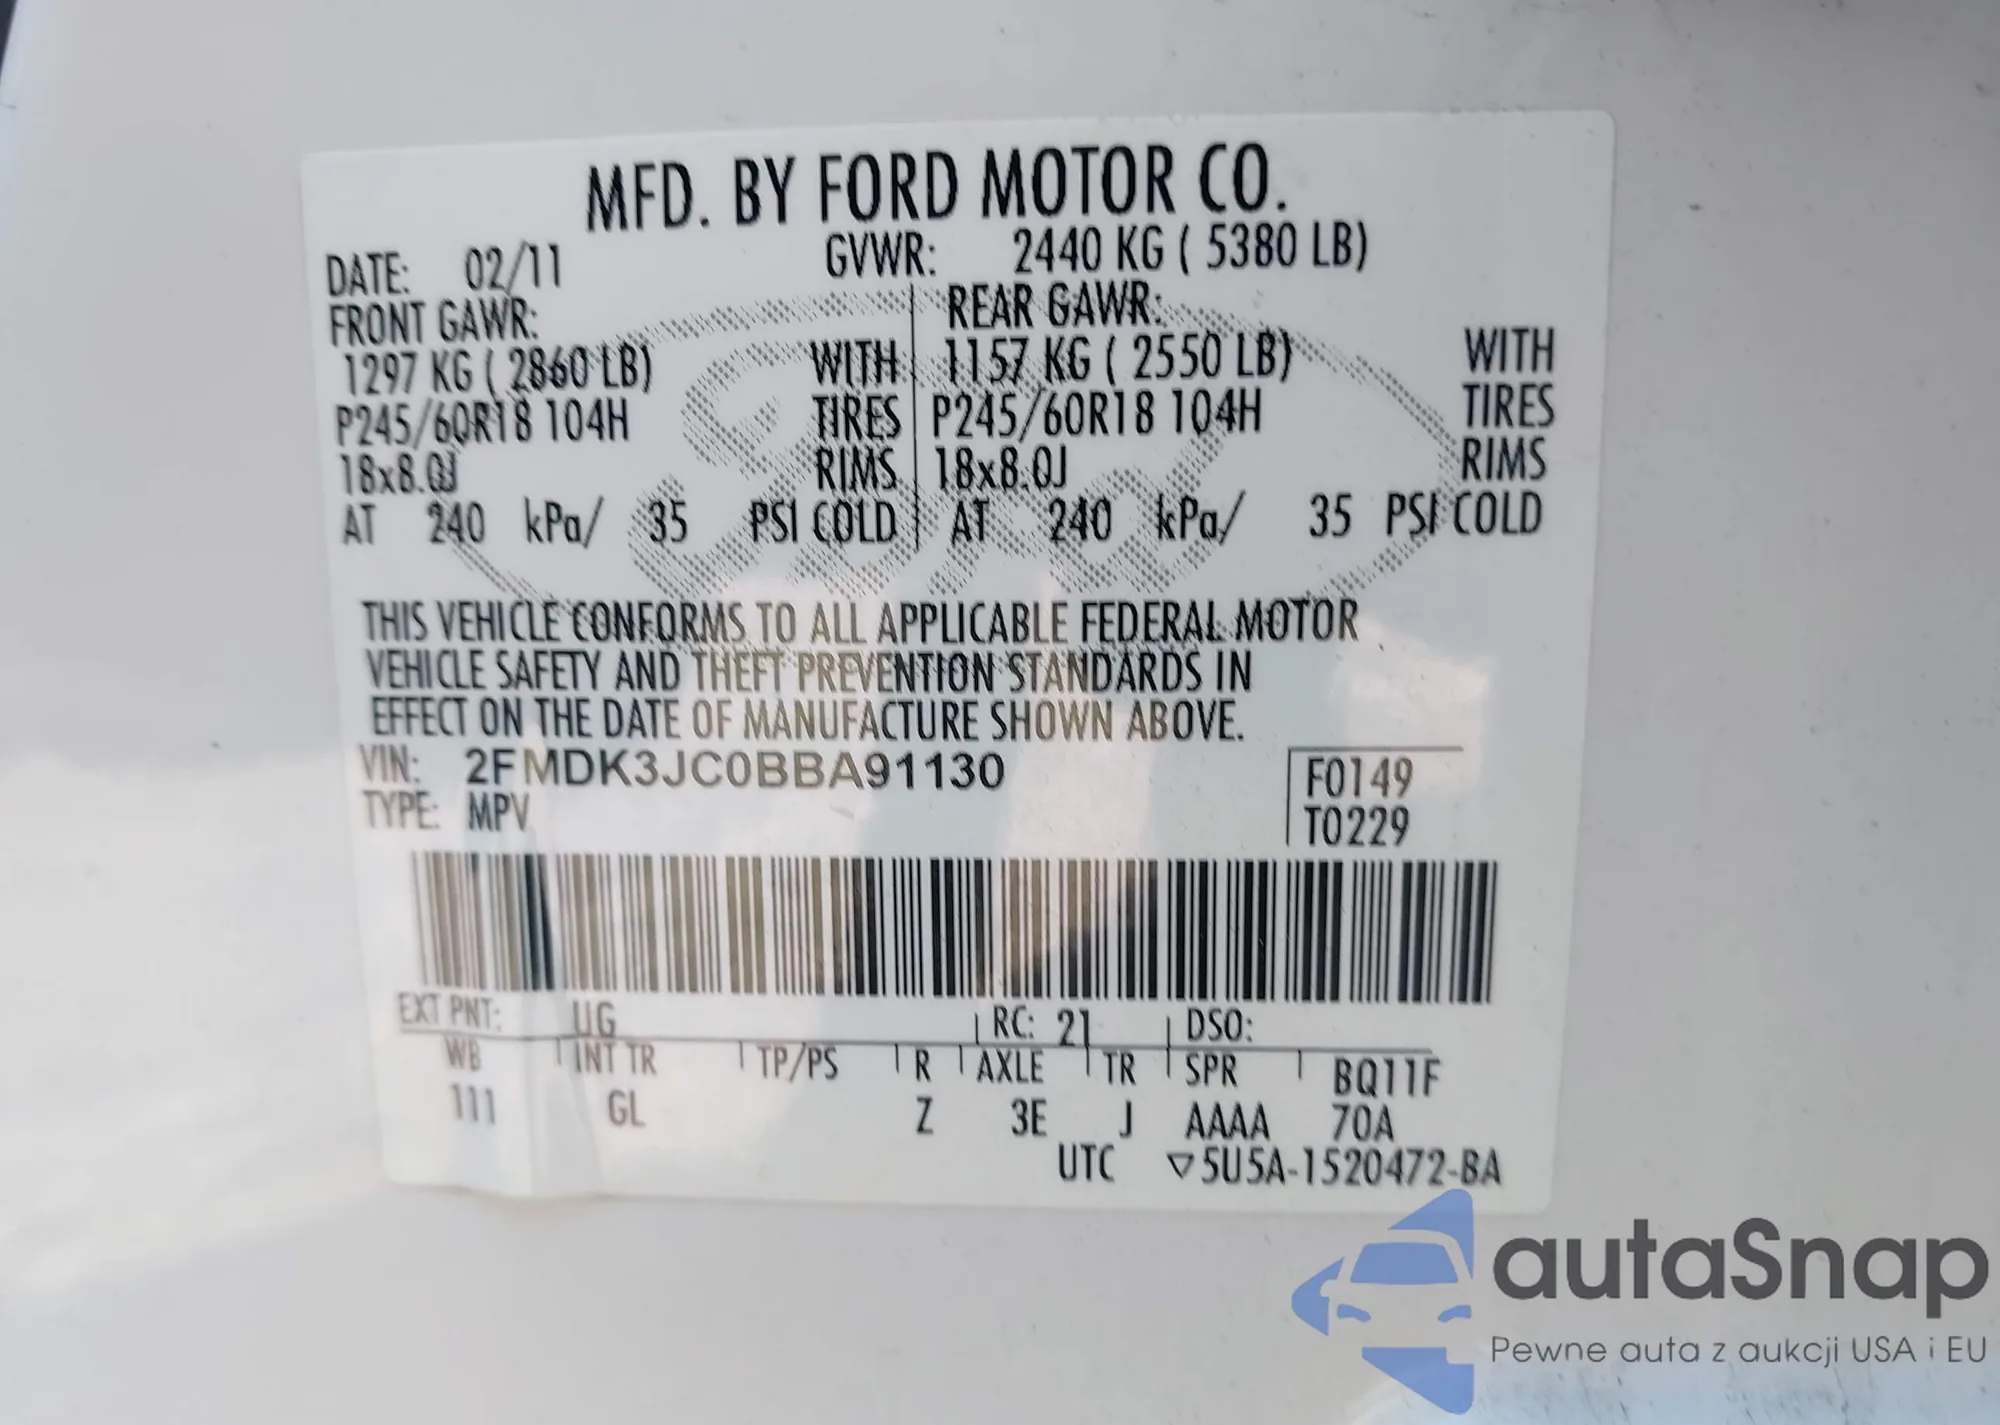 MFD. BY FORD MOTOR CO.
DATE: 02/11 GVWR: 2440 KG ( 5380 LB)
FRONT GAWR: REAR GAWR:
1297 KG ( 2860 LB) WITH 1157 KG ( 2550 LB) WITH
P245/60R18 104H TIRES P245/60R18 104H TIRES
18x8.0J RIMS 18x8.0J RIMS
AT 240 kPa/ 35 PSI COLD AT 240 kPa/ 35 PSI COLD
THIS VEHICLE CONFORMS TO ALL APPLICABLE FEDERAL MOTOR
VEHICLE SAFETY AND THEFT PREVENTION STANDARDS IN
EFFECT ON THE DATE OF MANUFACTURE SHOWN ABOVE.
VIN: 2FMDK3JC0BBA91130 F0149
TYPE: MPV T0229
EXT PNT: UG RC: 21 DSO:
WB INT TR TP/PS R AXLE TR SPR BQ11F
111 GL Z 3E J AAAA 70A
UTC ▽5U5A-1520472-BA
autaSnap
Pewne auta z aukcji USA i EU